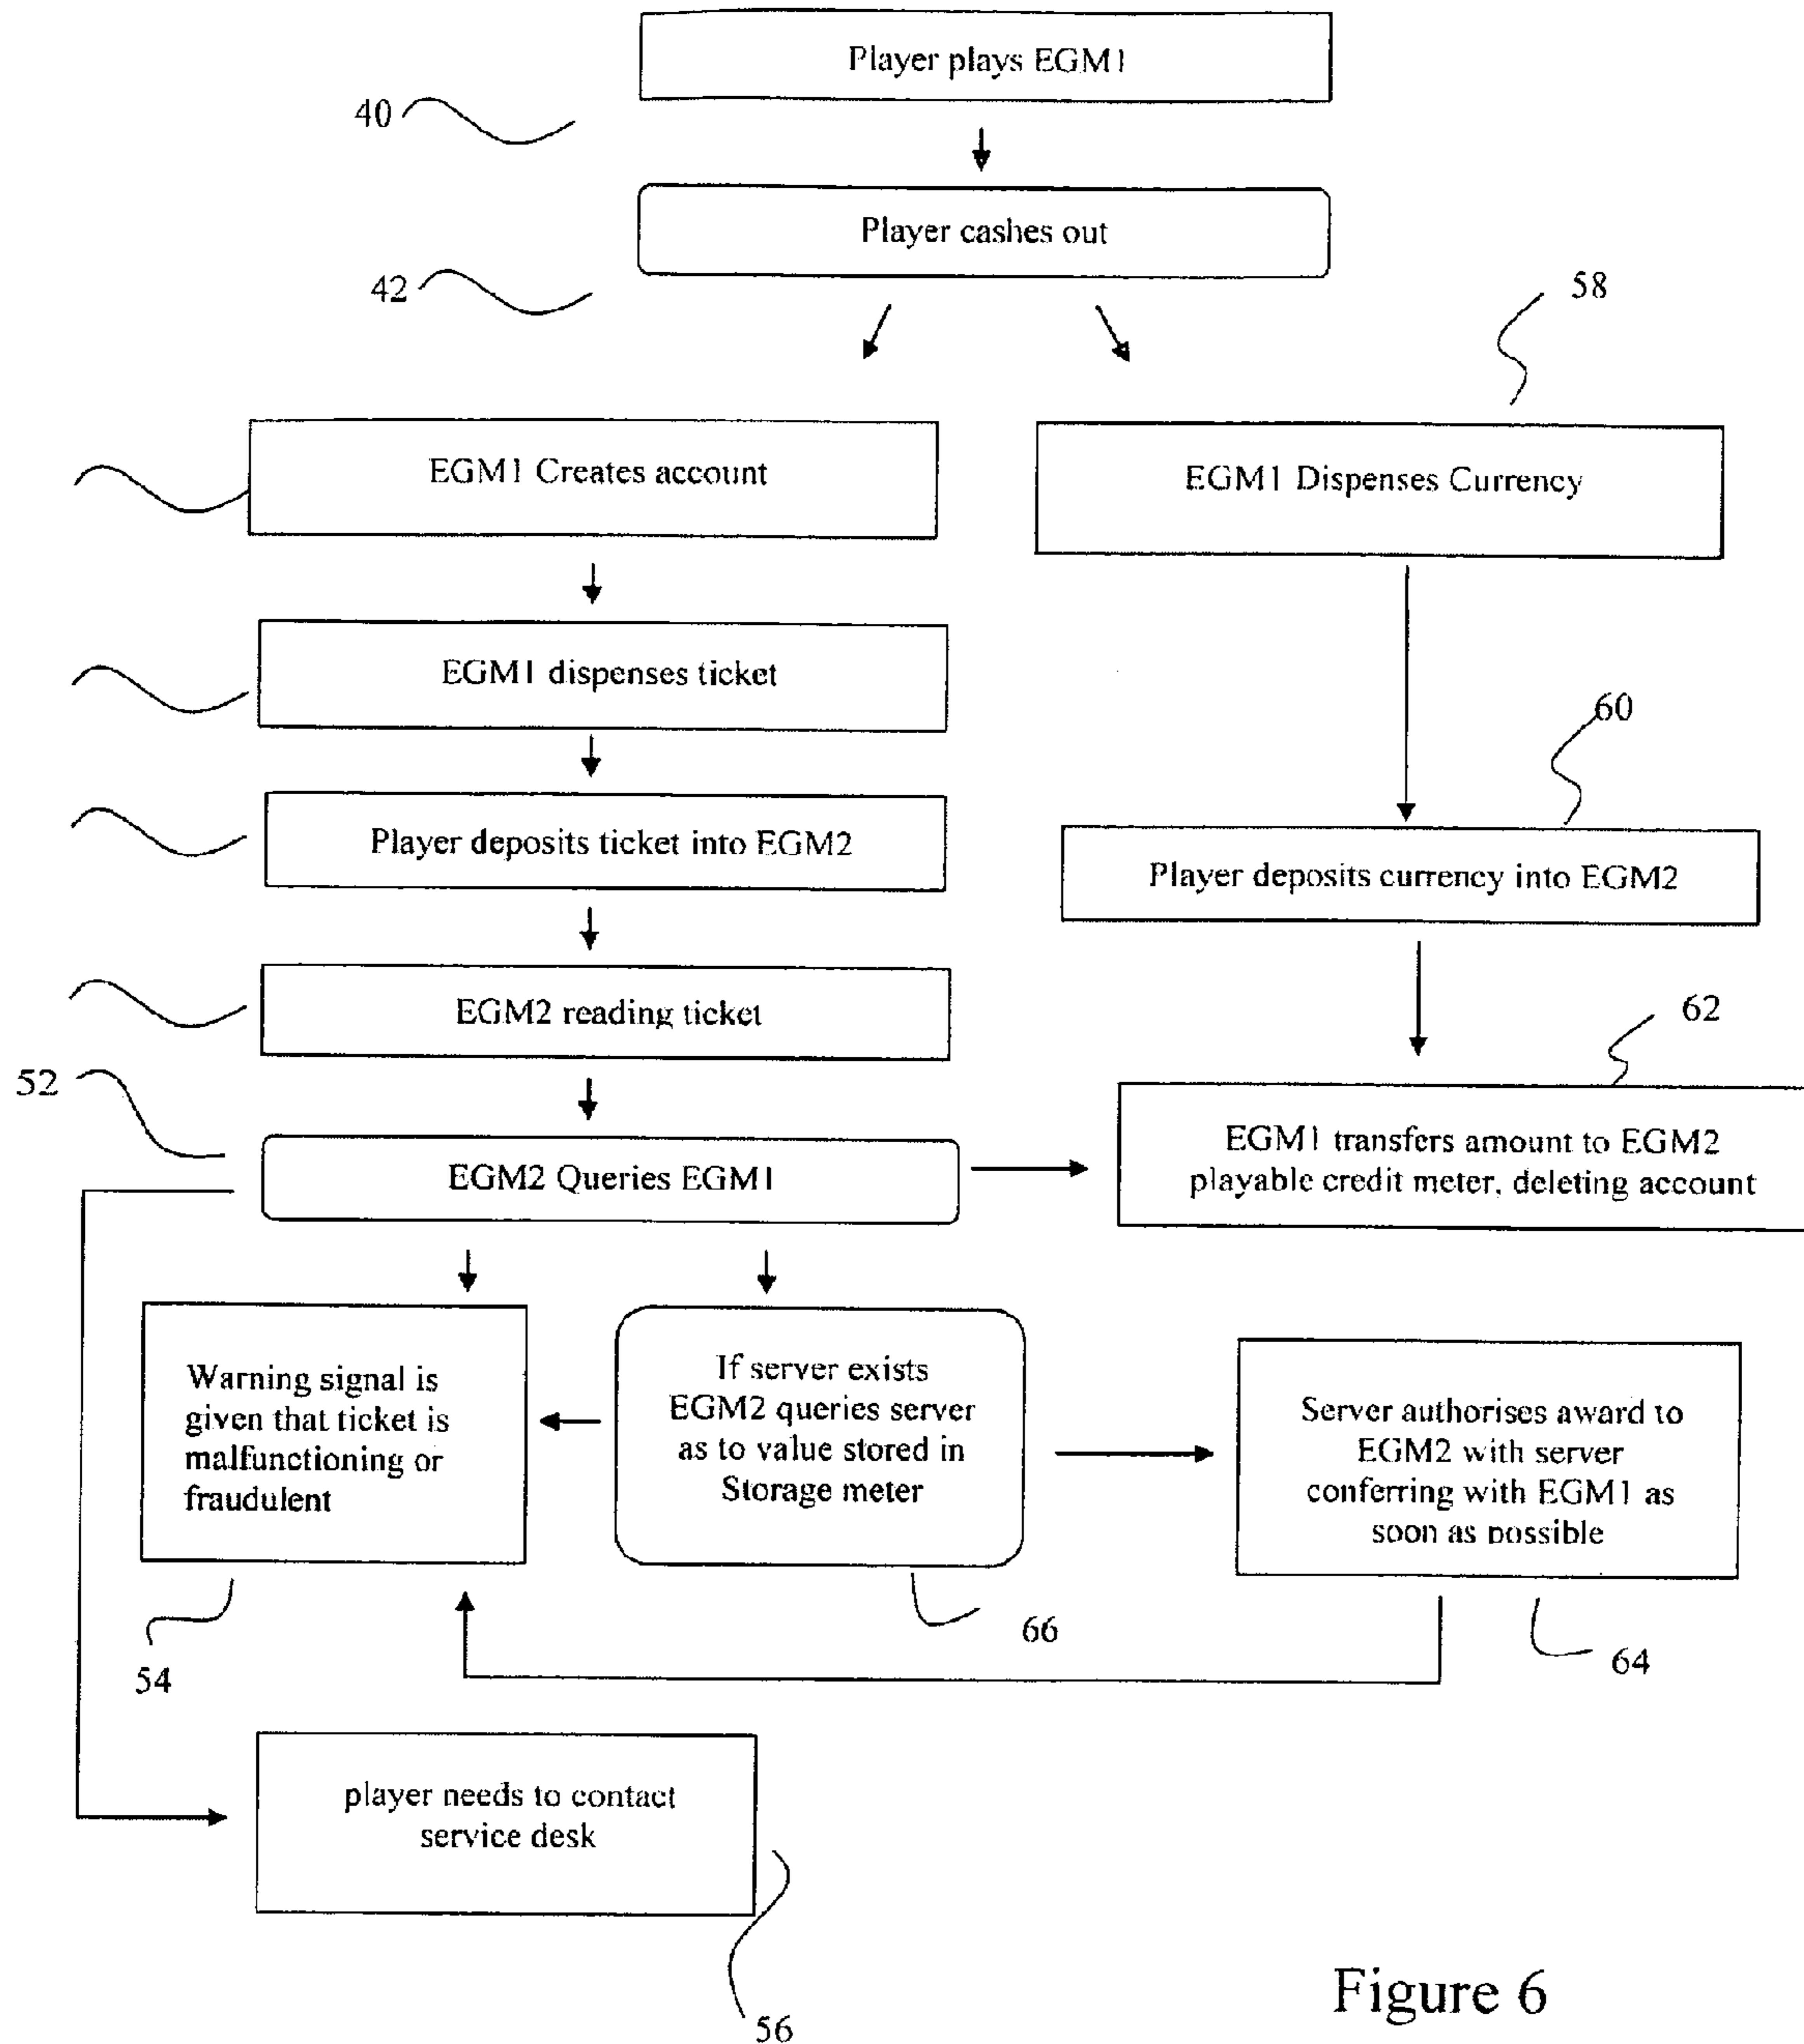 Player plays EGM1
40
Player cashes out
42
58
EGM1 Creates account
EGM1 Dispenses Currency
EGM1 dispenses ticket
60
Player deposits ticket into EGM2
Player deposits currency into EGM2
EGM2 reading ticket
62
52
EGM2 Queries EGM1
EGM1 transfers amount to EGM2
playable credit meter, deleting account
Warning signal is
given that ticket is
malfunctioning or
fraudulent
If server exists
EGM2 queries server
as to value stored in
Storage meter
Server authorises award to
EGM2 with server
conferring with EGM1 as
soon as possible
54
66
64
player needs to contact
service desk
56
Figure 6